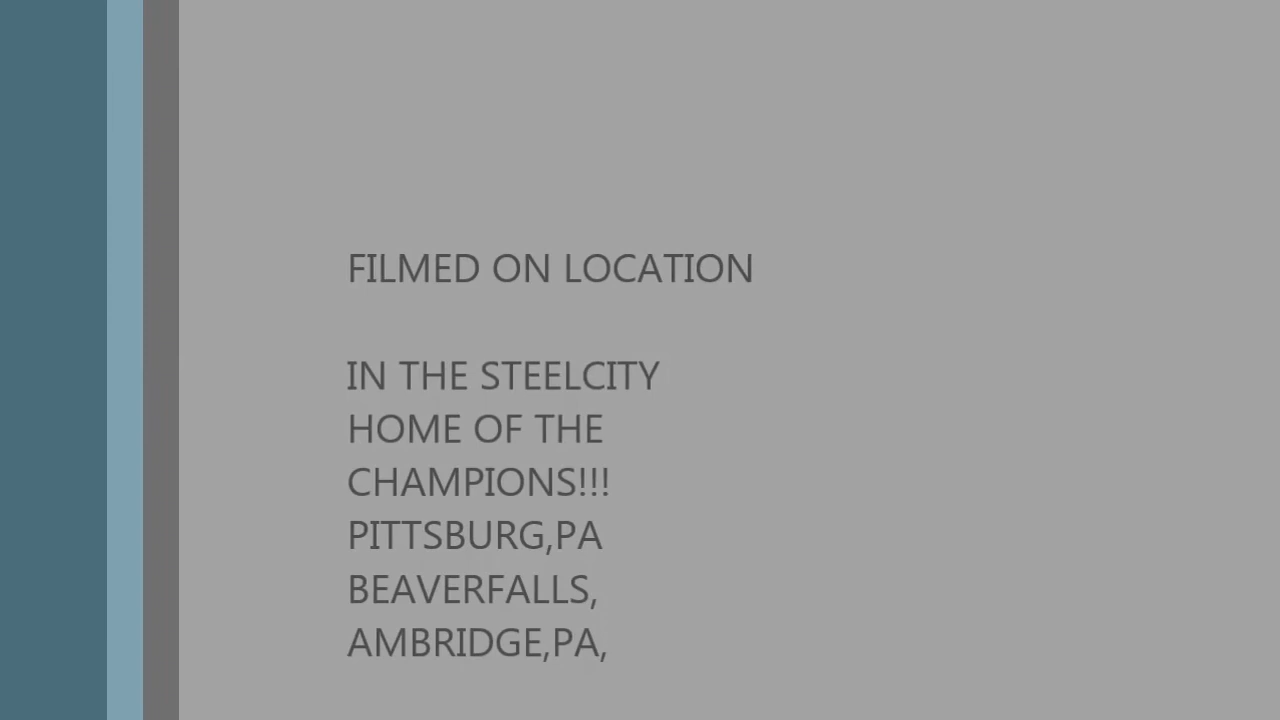 FILMED ON LOCATION
IN THE STEELCITY
HOME OF THE
CHAMPIONS!!!
PITTSBURG,PA
BEAVERFALLS,
AMBRIDGE,PA,